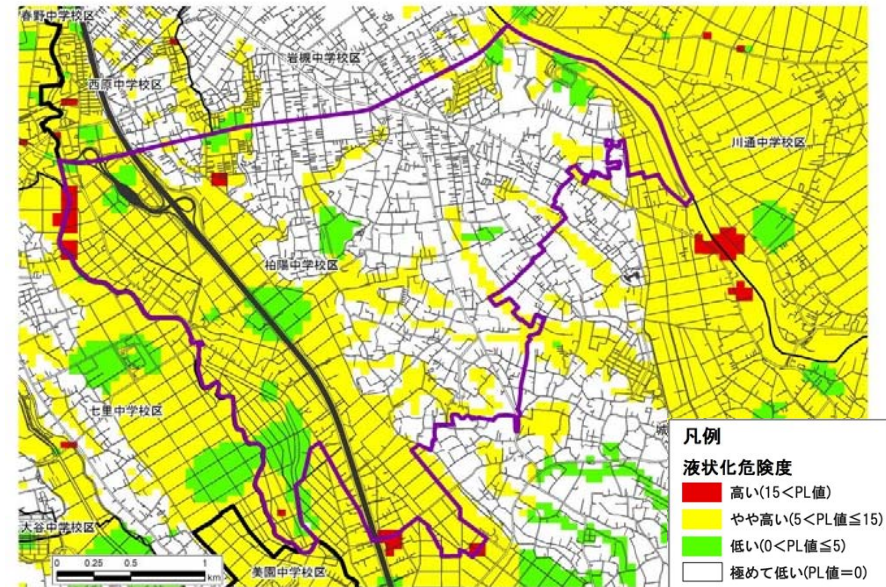 春野中学校区
岩槻中学校区
西原中学校区
川通中学校区
柏陽中学校区
七里中学校区
城
大谷中学校区
美園中学校区
0 0.25 0.5 1
km
凡例
液状化危険度
高い(15<PL値)
やや高い(5<PL値≦15)
低い(0<PL値≦5)
極めて低い(PL値=0)